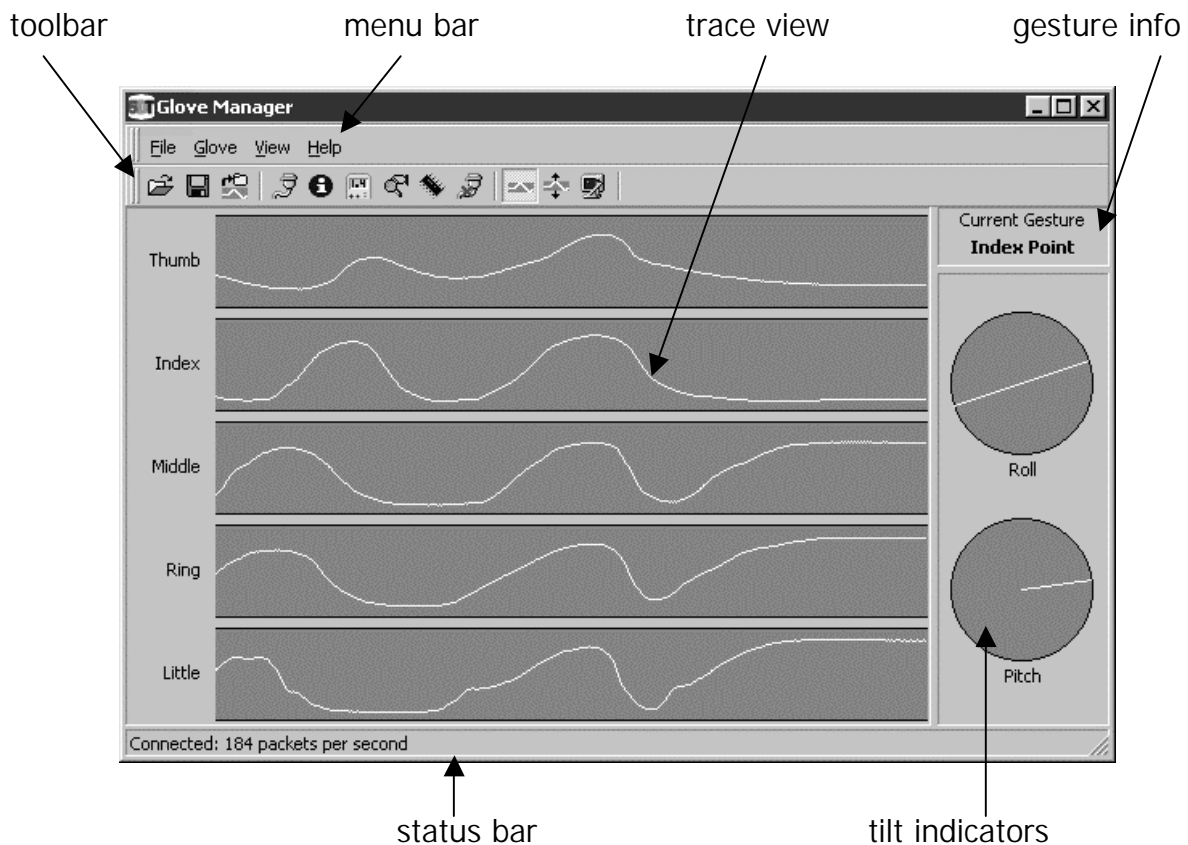 toolbar
menu bar
trace view
gesture info
Glove Manager
File Glove View Help
Current Gesture
Index Point
Thumb
Index
Middle
Ring
Little
Roll
Pitch
Connected: 184 packets per second
status bar
tilt indicators